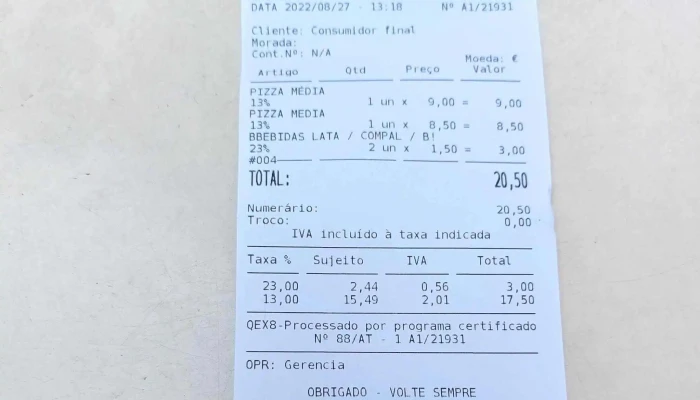 DATA 2022/08/27 - 13:18 Nº A1/21931
Cliente: Consumidor final
Morada:
Cont.Nº: N/A
Moeda: €
Artigo Qtd Preço Valor
PIZZA MÉDIA
13% 1 un x 9,00 = 9,00
PIZZA MEDIA
13% 1 un x 8,50 = 8,50
BBEBIDAS LATA / COMPAL / B!
23% 2 un x 1,50 = 3,00
#004
TOTAL: 20,50
Numerário: 20,50
Troco: 0,00
IVA incluído à taxa indicada
Taxa % Sujeito IVA Total
23,00 2,44 0,56 3,00
13,00 15,49 2,01 17,50
QEX8-Processado por programa certificado
Nº 88/AT - 1 A1/21931
OPR: Gerencia
OBRIGADO - VOLTE SEMPRE